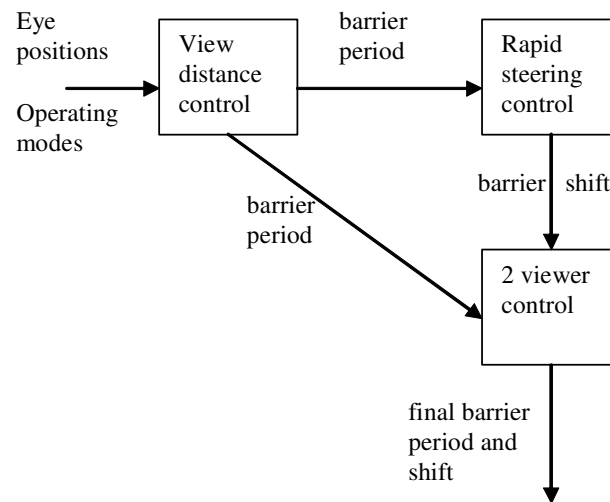 Eye
positions
Operating
modes
View
distance
control
barrier
period
Rapid
steering
control
barrier
period
barrier shift
2 viewer
control
final barrier
period and
shift